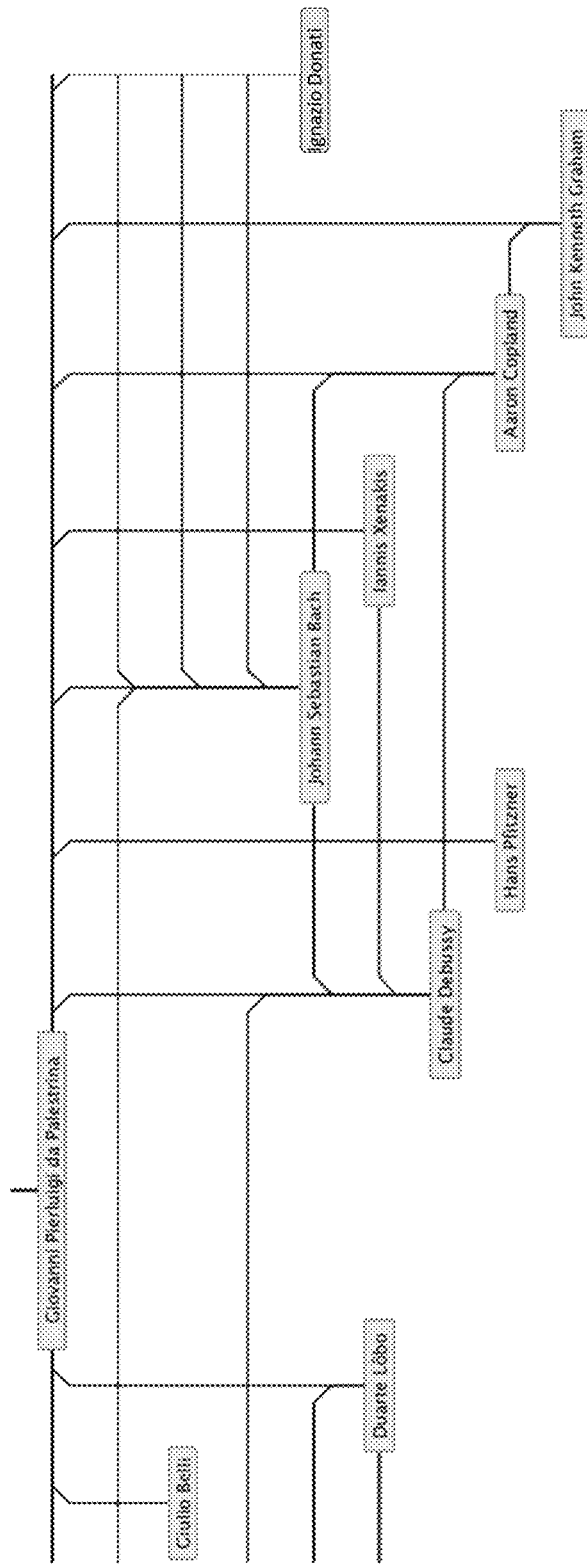 Giovanni Pierluigi da Palestrina
Giulio Belli
Ignazio Donati
Johann Sebastian Bach
Duarte Lôbo
Iannis Xenakis
Claude Debussy
Hans Pfitzner
Aaron Copland
John Kenneth Graham